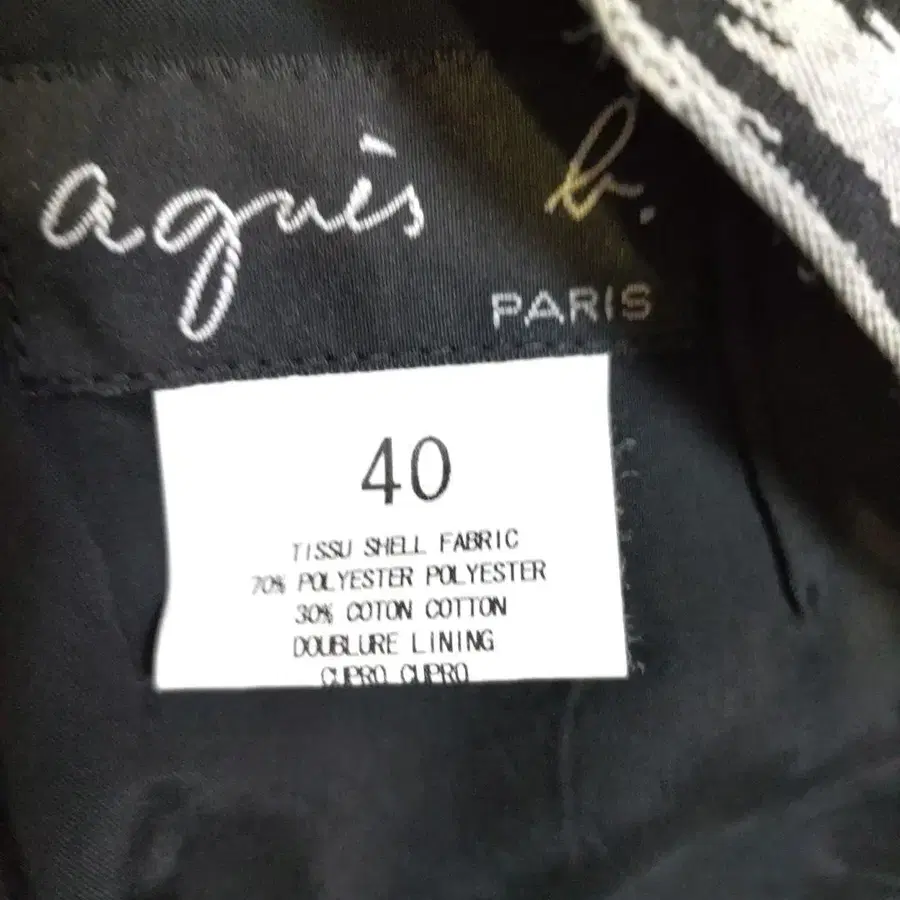 agnès b.
PARIS
40
TISSU SHELL FABRIC
70% POLYESTER POLYESTER
30% COTON COTTON
DOUBLURE LINING
CUPRO CUPRO